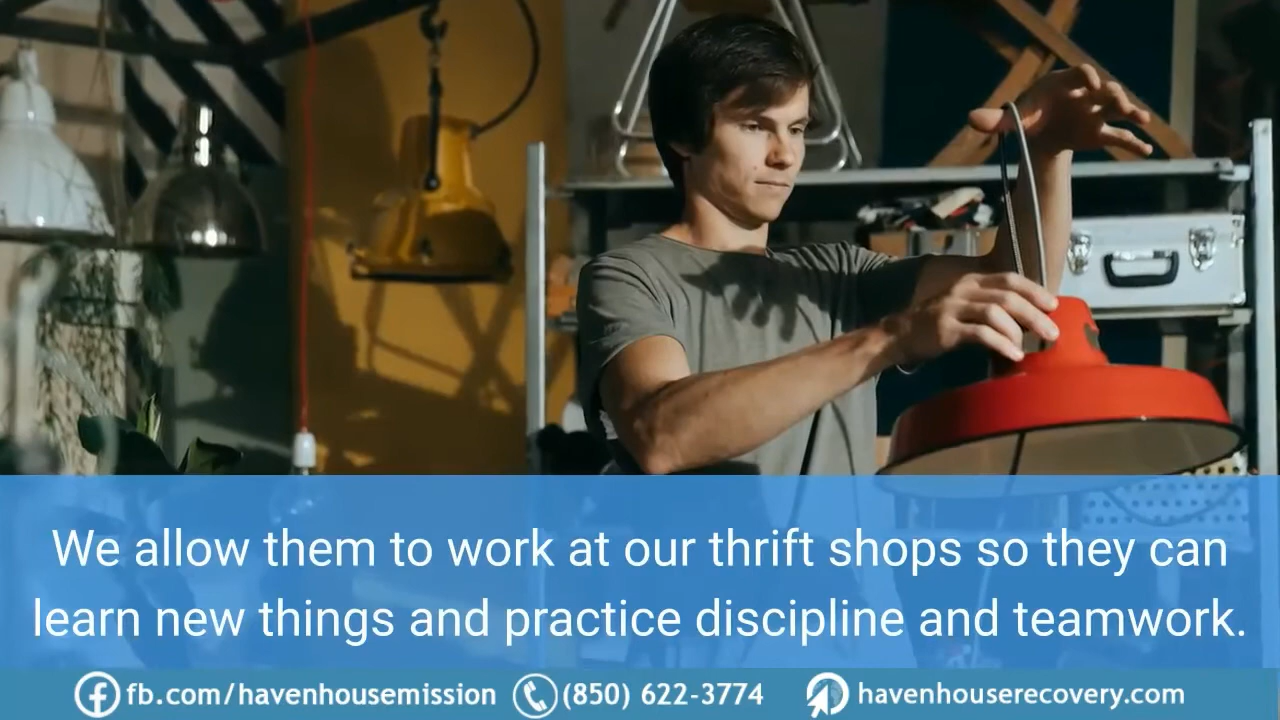 We allow them to work at our thrift shops so they can
learn new things and practice discipline and teamwork.
fb.com/havenhousemission (850) 622-3774 havenhouserecovery.com